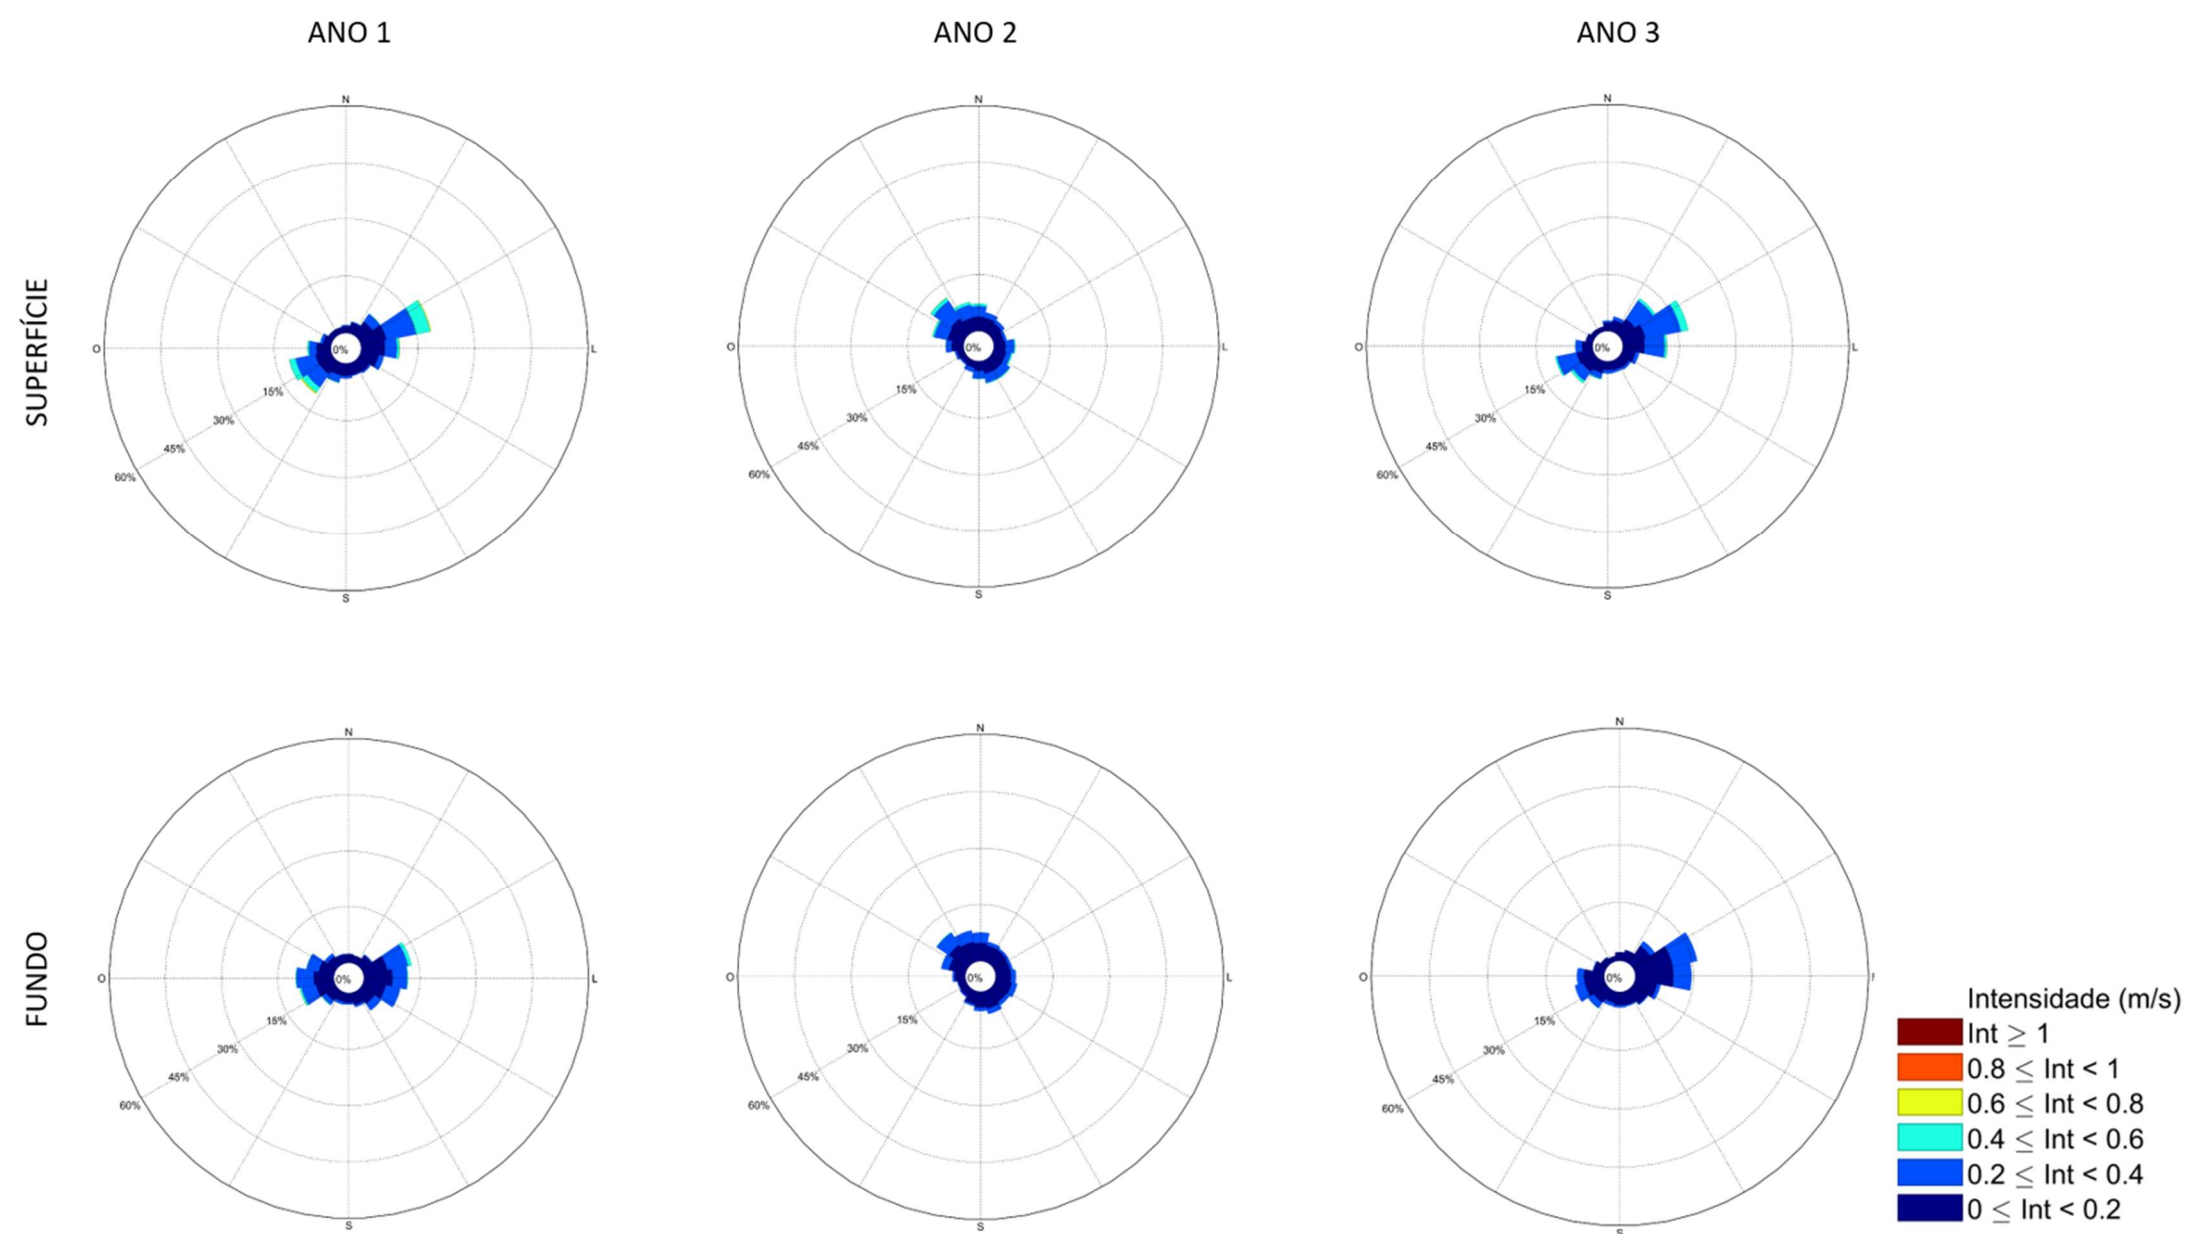 ANO 1
ANO 2
ANO 3
SUPERFÍCIE
N
O
L
S
0%
15%
30%
45%
60%
N
O
L
S
0%
15%
30%
45%
60%
N
O
L
S
0%
15%
30%
45%
60%
FUNDO
N
O
L
S
0%
15%
30%
45%
60%
N
O
L
S
0%
15%
30%
45%
60%
N
O
S
0%
15%
30%
45%
60%
Intensidade (m/s)
Int ≥ 1
0.8 ≤ Int < 1
0.6 ≤ Int < 0.8
0.4 ≤ Int < 0.6
0.2 ≤ Int < 0.4
0 ≤ Int < 0.2